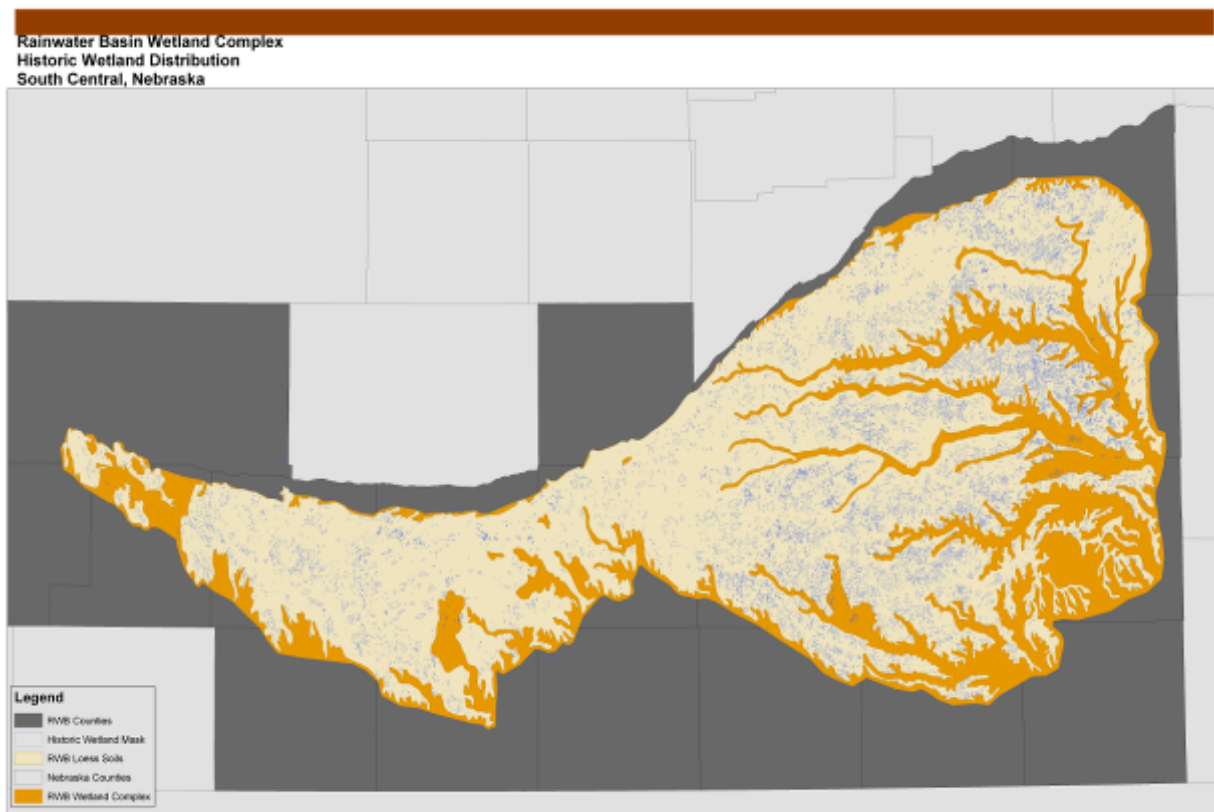 Rainwater Basin Wetland Complex
Historic Wetland Distribution
South Central, Nebraska
Legend
RWB Counties
Historic Wetland Mask
RWB Loess Soils
Nebraska Counties
RWB Wetland Complex